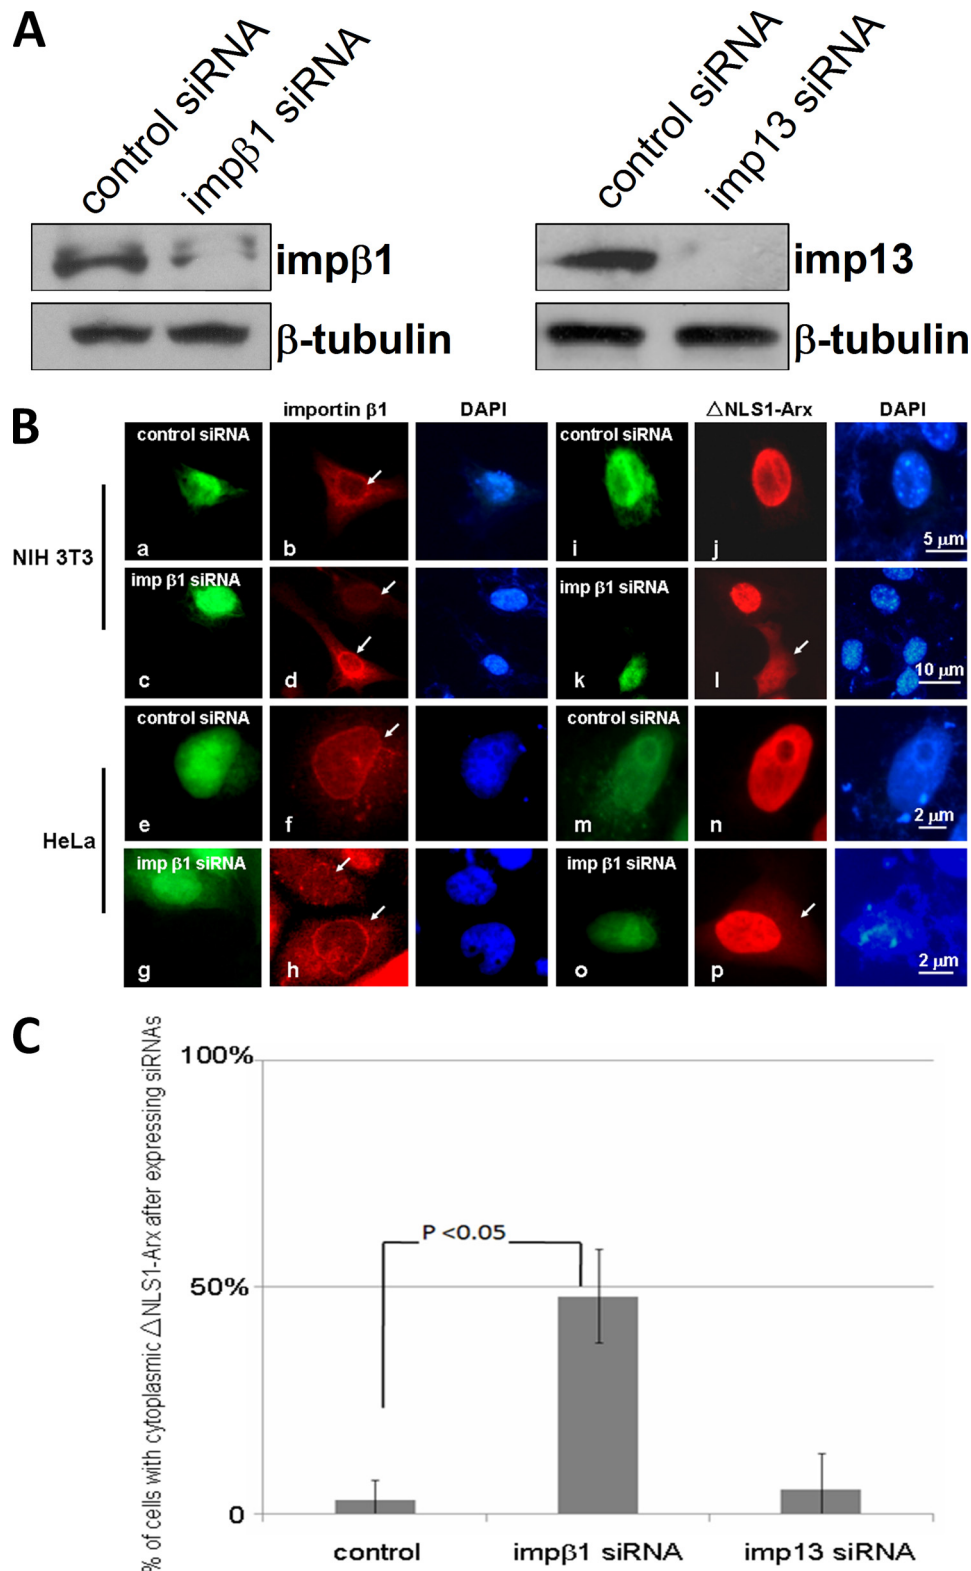 A
control siRNA
impβ1 siRNA
control siRNA
imp13 siRNA
impβ1
imp13
β-tubulin
β-tubulin
B
importin β1
DAPI
△NLS1-Arx
DAPI
control siRNA
control siRNA
a
b
i
j
5 μm
NIH 3T3
imp β1 siRNA
imp β1 siRNA
c
d
k
l
10 μm
control siRNA
control siRNA
e
f
m
n
2 μm
HeLa
imp β1 siRNA
imp β1 siRNA
g
h
o
p
2 μm
C
% of cells with cytoplasmic △NLS1-Arx after expressing siRNAs
100%
P <0.05
50%
0
control
impβ1 siRNA
imp13 siRNA